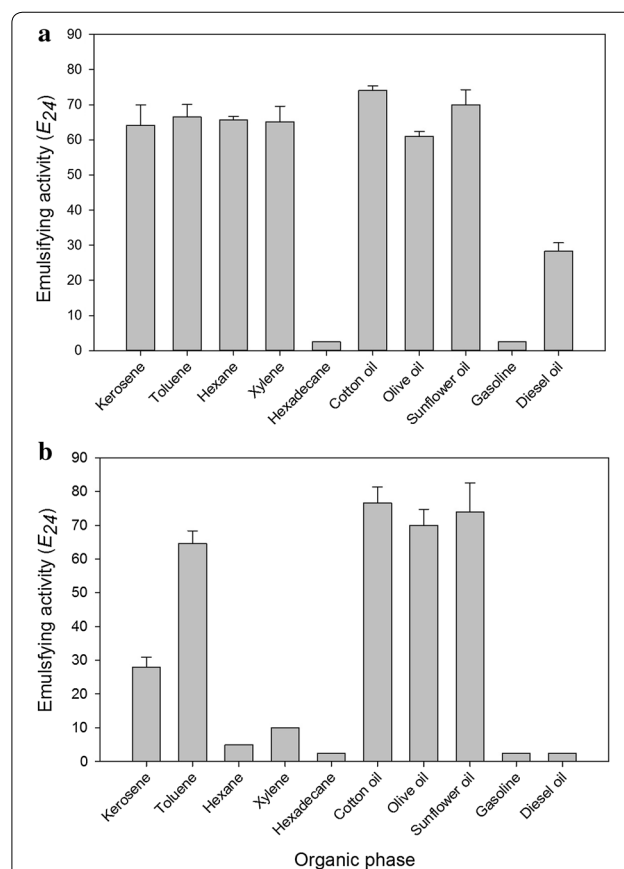 a
Emulsifying activity (E24)
90
80
70
60
50
40
30
20
10
0
Kerosene
Toluene
Hexane
Xylene
Hexadecane
Cotton oil
Olive oil
Sunflower oil
Gasoline
Diesel oil
b
Emulsfying activity (E24)
90
80
70
60
50
40
30
20
10
0
Kerosene
Toluene
Hexane
Xylene
Hexadecane
Cotton oil
Olive oil
Sunflower oil
Gasoline
Diesel oil
Organic phase